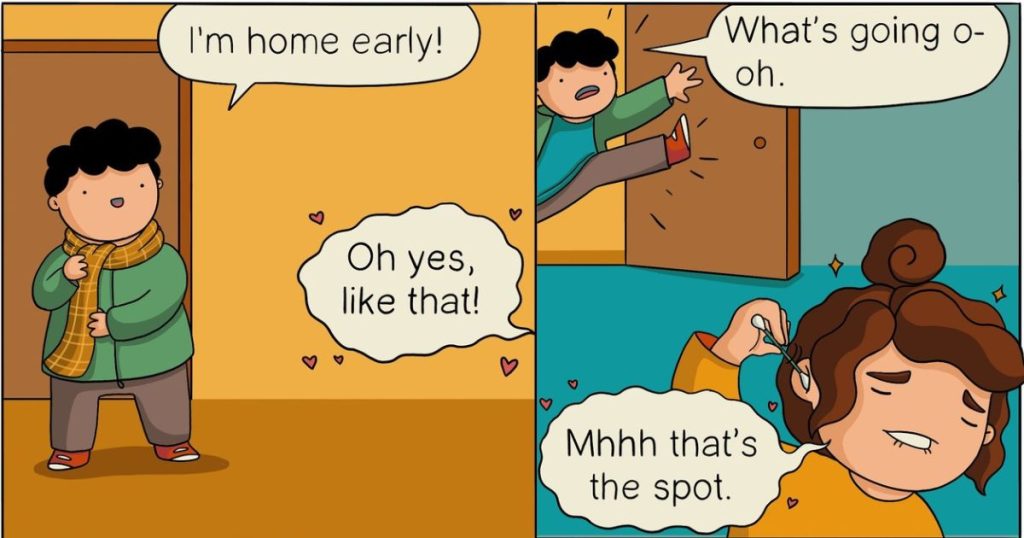 I'm home early!
Oh yes,
like that!
What's going o-
oh.
Mhhh that's
the spot.